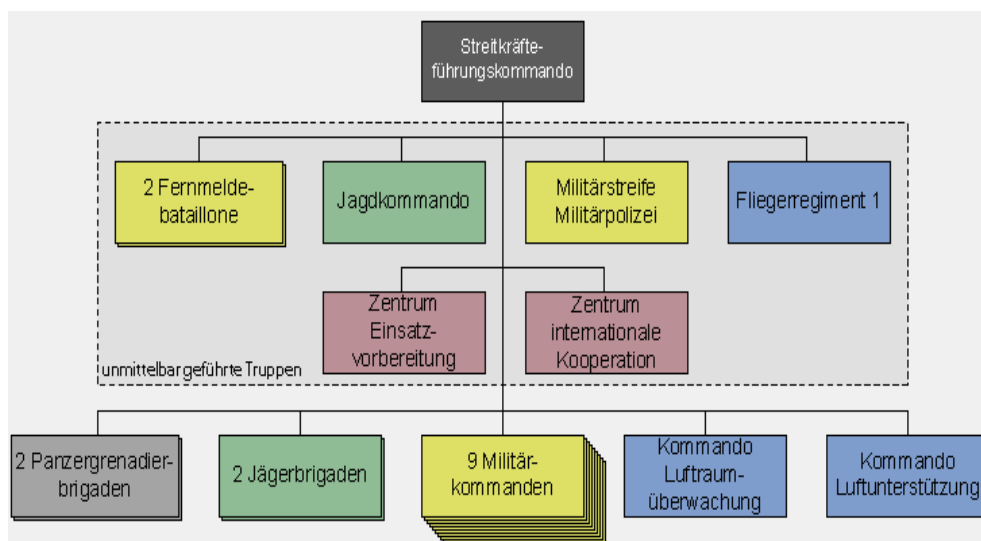 Streitkräfte-
führungskommando
2 Fernmelde-
bataillone
Jagdkommando
Militärstreife
Militärpolizei
Fliegerregiment 1
Zentrum
Einsatz-
vorbereitung
Zentrum
internationale
Kooperation
unmittelbar geführte Truppen
2 Panzergrenadier-
brigaden
2 Jägerbrigaden
9 Militär-
kommanden
Kommando
Luftraum-
überwachung
Kommando
Luftunterstützung